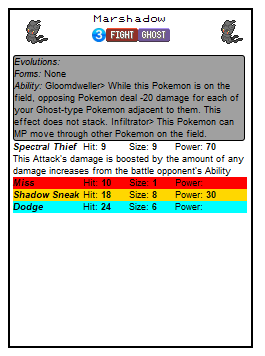 Marshadow
3 FIGHT GHOST
Evolutions:
Forms: None
Ability: Gloomdweller> While this Pokemon is on the
field, opposing Pokemon deal -20 damage for each of
your Ghost-type Pokemon adjacent to them. This
effect does not stack. Infiltrator> This Pokemon can
MP move through other Pokemon on the field.
Spectral Thief Hit: 9 Size: 9 Power: 70
This Attack's damage is boosted by the amount of any
damage increases from the battle opponent's Ability
Miss Hit: 10 Size: 1 Power:
Shadow Sneak Hit: 18 Size: 8 Power: 30
Dodge Hit: 24 Size: 6 Power: